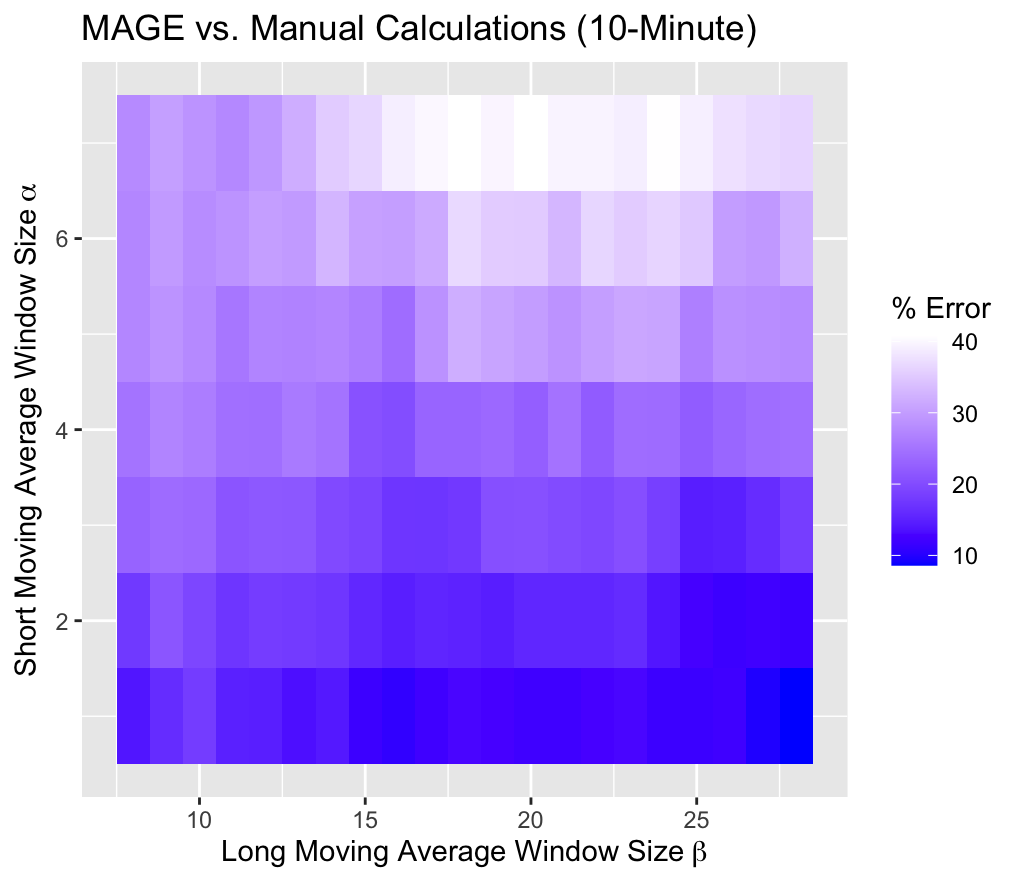 MAGE vs. Manual Calculations (10-Minute)
Short Moving Average Window Size α
6
4
2
10
15
20
25
Long Moving Average Window Size β
% Error
40
30
20
10